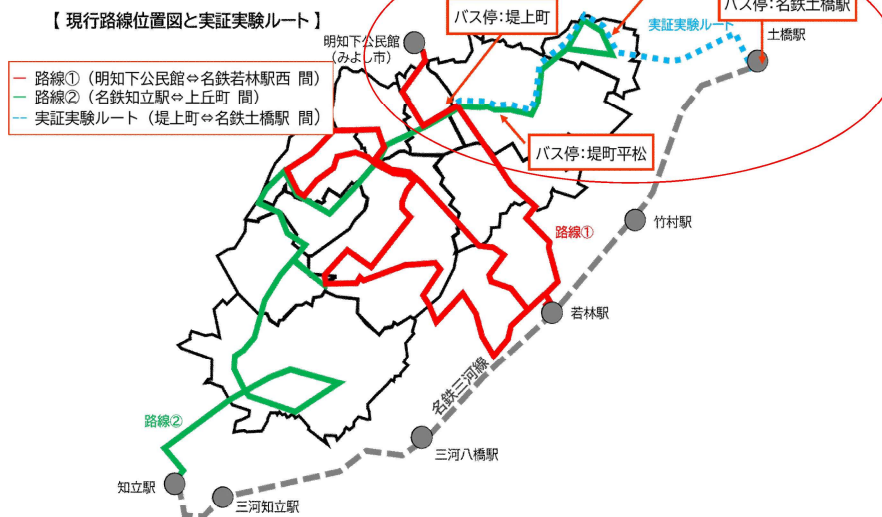 【 現行路線位置図と実証実験ルート 】
路線①（明知下公民館⇔名鉄若林駅西 間）
路線②（名鉄知立駅⇔上丘町 間）
実証実験ルート（堤上町⇔名鉄土橋駅 間）
明知下公民館
（みよし市）
バス停：堤上町
実証実験ルート
バス停：名鉄土橋駅
土橋駅
バス停：堤町平松
竹村駅
路線①
若林駅
名鉄三河線
路線②
三河八橋駅
知立駅
三河知立駅